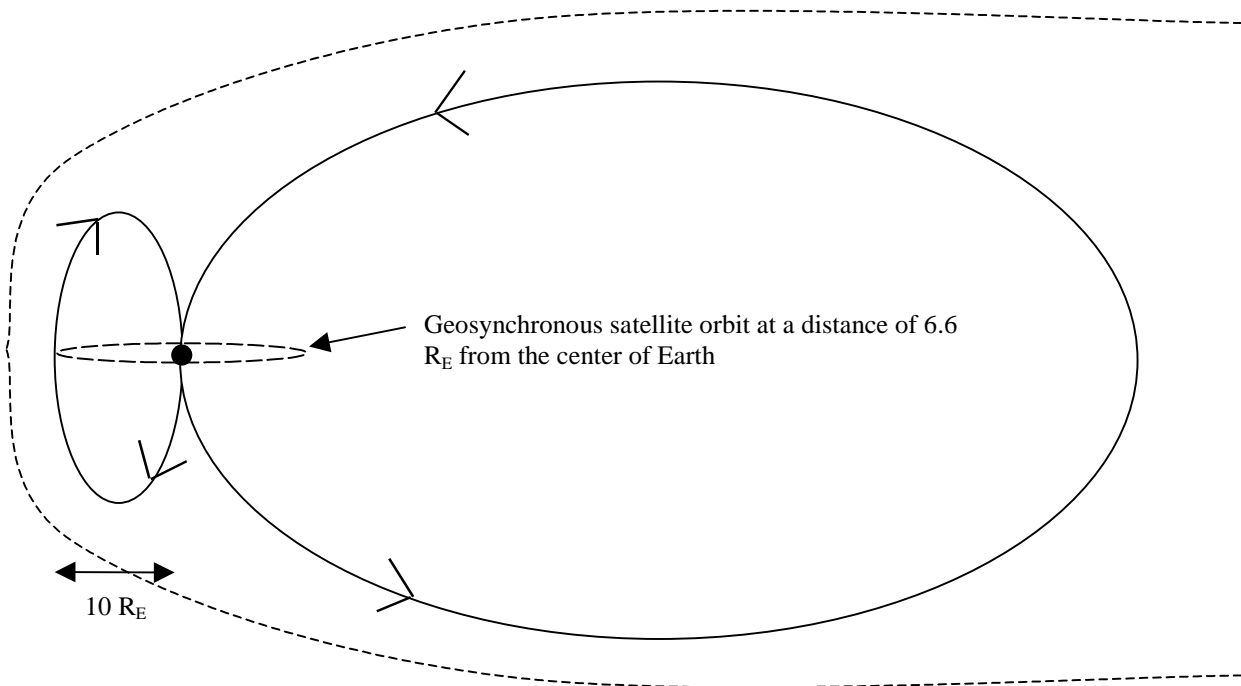 Geosynchronous satellite orbit at a distance of 6.6
R_E from the center of Earth
10 R_E